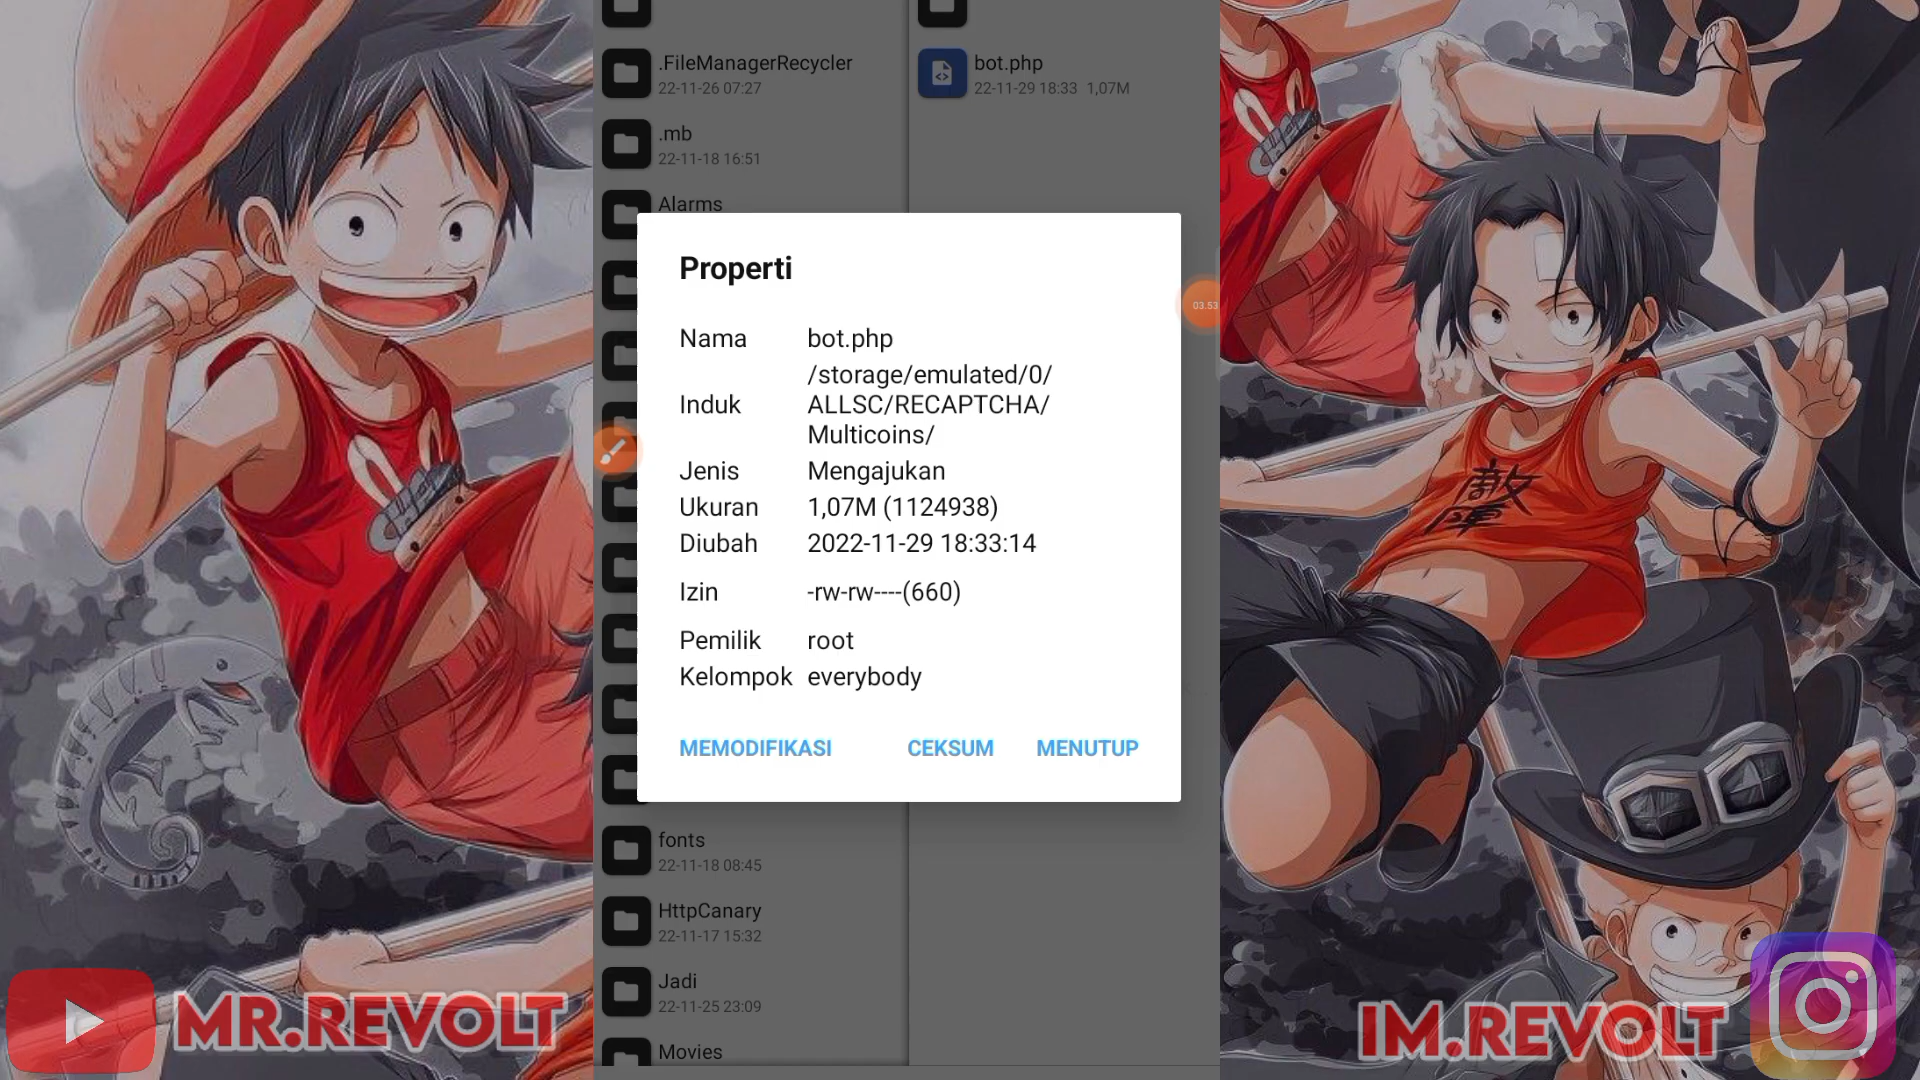 .FileManagerRecycler
22-11-26 07:27
.mb
22-11-18 16:51
Alarms
bot.php
22-11-29 18:33 1,07M
Properti
Nama bot.php
Induk /storage/emulated/0/
ALLSC/RECAPTCHA/
Multicoins/
Jenis Mengajukan
Ukuran 1,07M (1124938)
Diubah 2022-11-29 18:33:14
Izin -rw-rw----(660)
Pemilik root
Kelompok everybody
MEMODIFIKASI CEKSUM MENUTUP
03.53
fonts
22-11-18 08:45
HttpCanary
22-11-17 15:32
Jadi
22-11-25 23:09
Movies
MR.REVOLT
IM.REVOLT